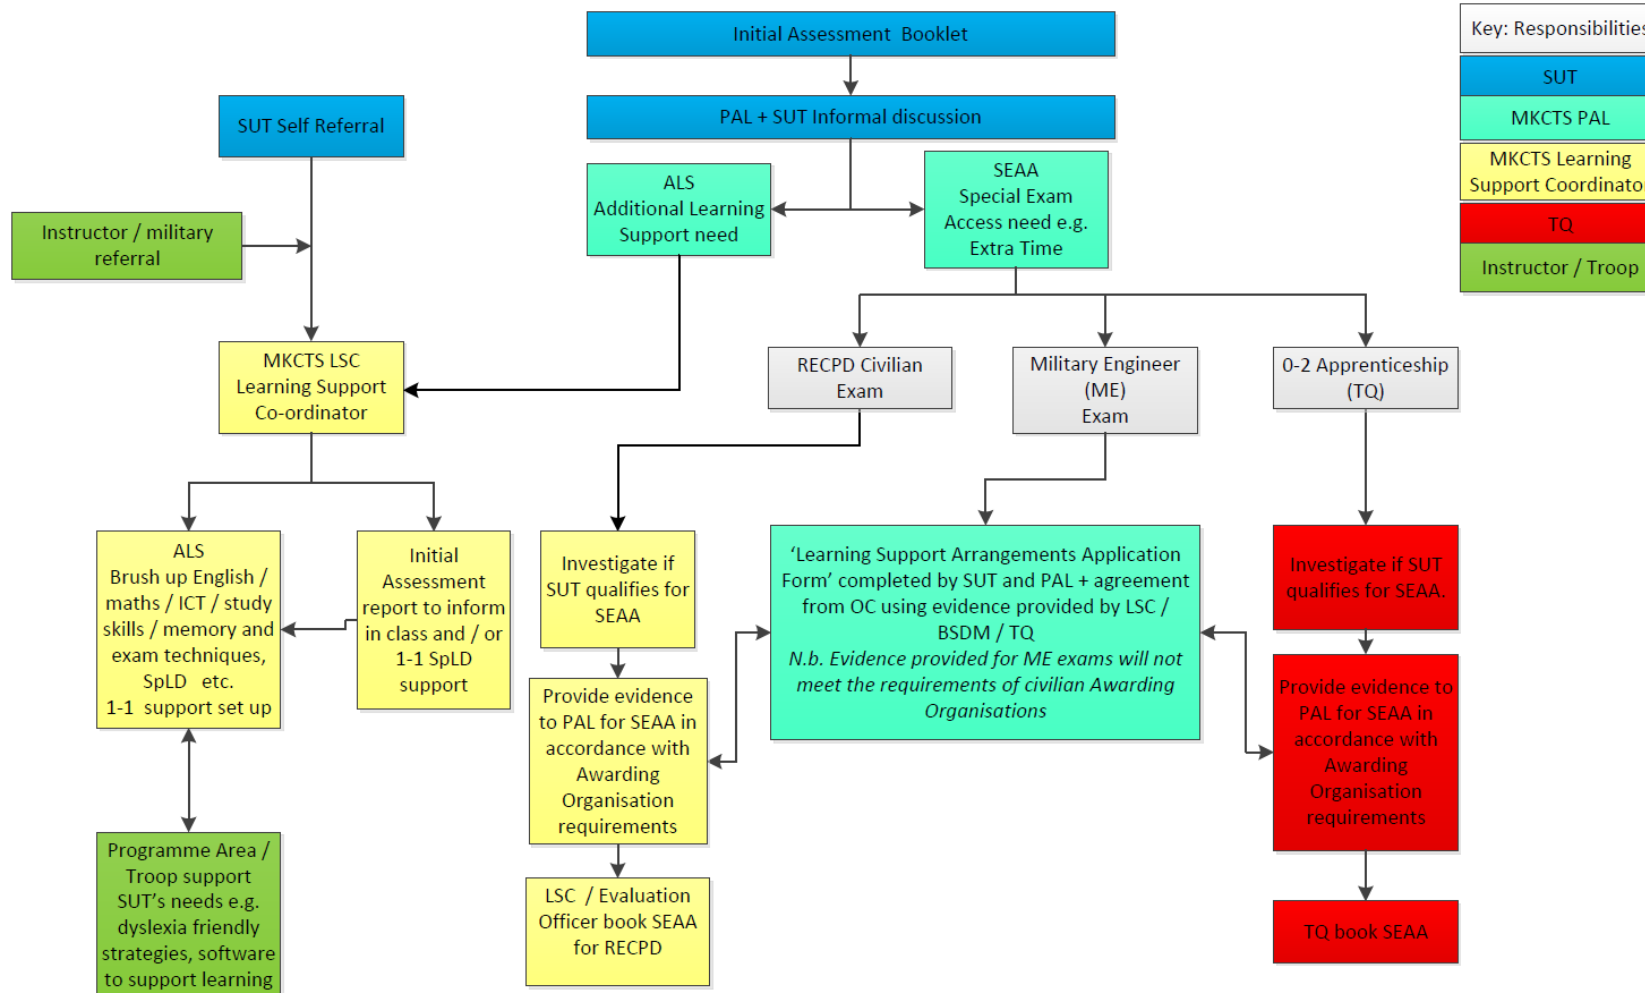 Initial Assessment  Booklet
Key: Responsibilities
SUT
MKCTS PAL
MKCTS Learning
Support Coordinator
TQ
Instructor / Troop
SUT Self Referral
PAL + SUT Informal discussion
Instructor / military
referral
ALS
Additional Learning
Support need
SEAA
Special Exam
Access need e.g.
Extra Time
MKCTS LSC
Learning Support
Co-ordinator
RECPD Civilian
Exam
Military Engineer
(ME)
Exam
0-2 Apprenticeship
(TQ)
ALS
Brush up English /
maths / ICT / study
skills / memory and
exam techniques,
SpLD   etc.
1-1  support set up
Initial
Assessment
report to inform
in class and / or
1-1 SpLD
support
Investigate if
SUT qualifies for
SEAA
‘Learning Support Arrangements Application
Form’ completed by SUT and PAL + agreement
from OC using evidence provided by LSC /
BSDM / TQ
N.b. Evidence provided for ME exams will not
meet the requirements of civilian Awarding
Organisations
Investigate if SUT
qualifies for SEAA.
Provide evidence
to PAL for SEAA in
accordance with
Awarding
Organisation
requirements
Provide evidence to
PAL for SEAA in
accordance with
Awarding
Organisation
requirements
Programme Area /
Troop support
SUT’s needs e.g.
dyslexia friendly
strategies, software
to support learning
LSC  / Evaluation
Officer book SEAA
for RECPD
TQ book SEAA